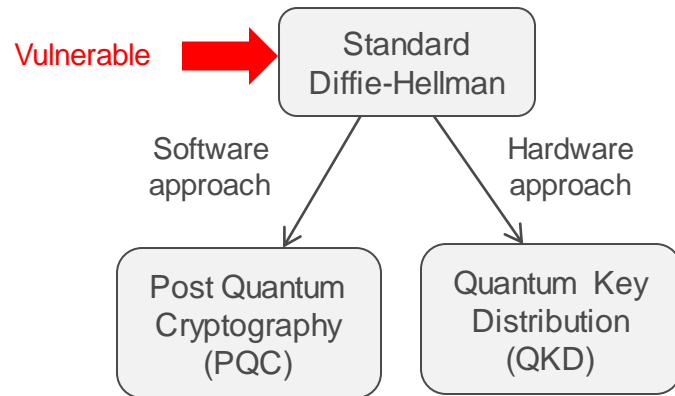 Vulnerable
Standard
Diffie-Hellman
Software
approach
Hardware
approach
Post Quantum
Cryptography
(PQC)
Quantum Key
Distribution
(QKD)